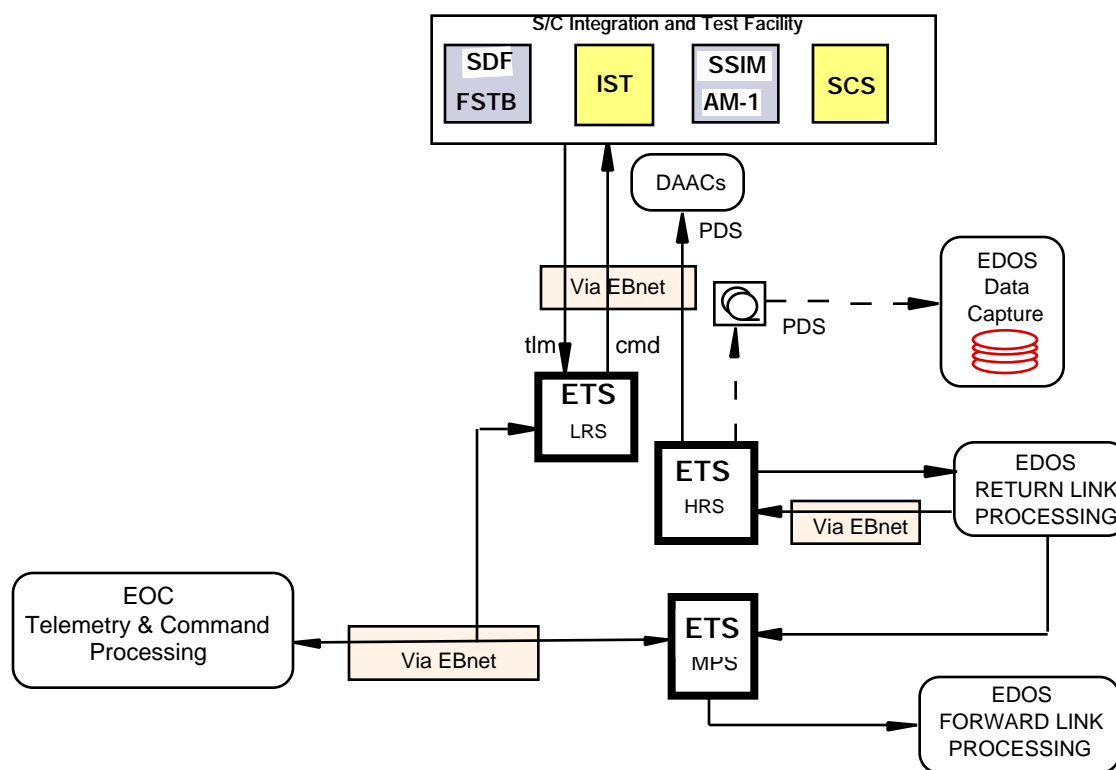 S/C Integration and Test Facility
SDF
FSTB
IST
SSIM
AM-1
SCS
DAACs
PDS
Via EBnet
EDOS
Data
Capture
PDS
tlm
cmd
ETS
LRS
ETS
HRS
EDOS
RETURN LINK
PROCESSING
Via EBnet
EOC
Telemetry & Command
Processing
Via EBnet
ETS
MPS
EDOS
FORWARD LINK
PROCESSING